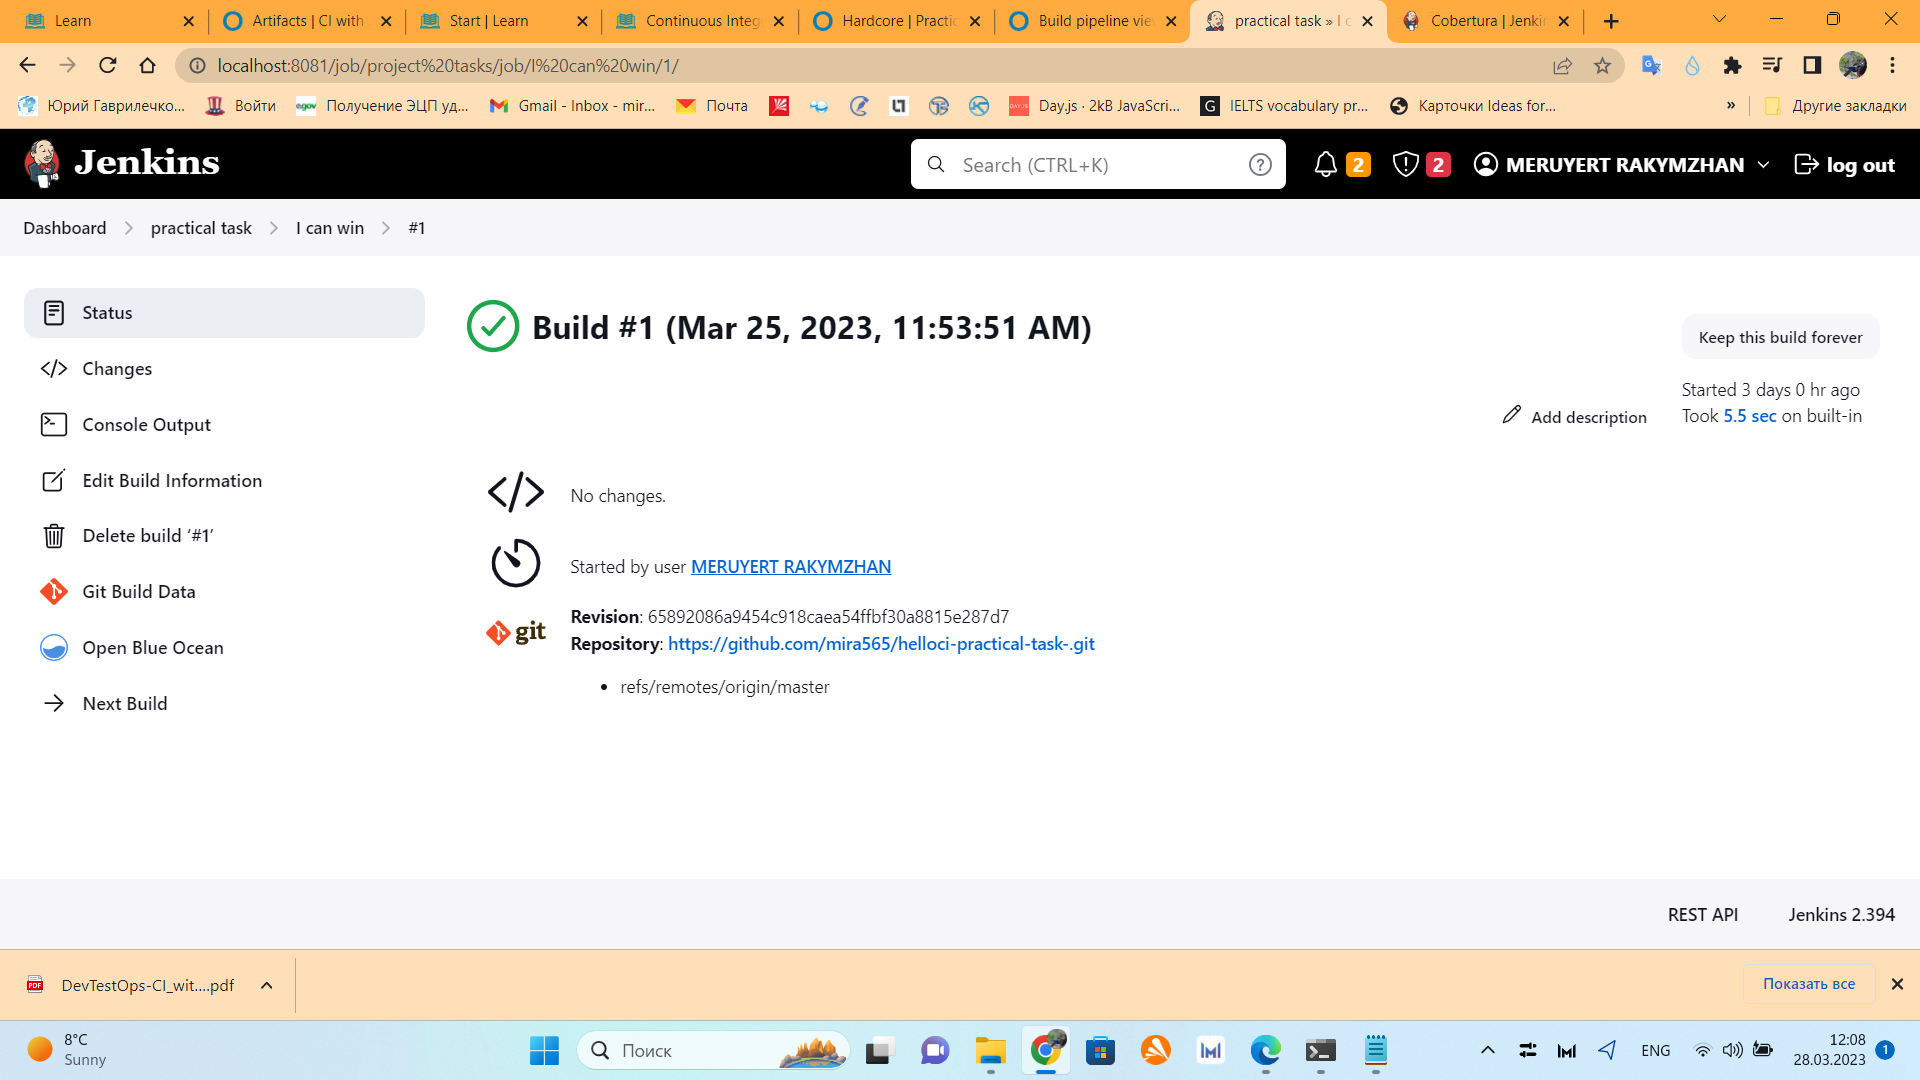 Learn
Artifacts | CI with
Start | Learn
Continuous Integ
Hardcore | Practic
Build pipeline vie
practical task » I c
Cobertura | Jenki
localhost:8081/job/project%20tasks/job/I%20can%20win/1/
Юрий Гаврилечко...
Войти
Получение ЭЦП уд...
Gmail - Inbox - mir...
Почта
Day.js · 2kB JavaScri...
IELTS vocabulary pr...
Карточки Ideas for...
»
Другие закладки
Jenkins
Search (CTRL+K)
2
2
MERUYERT RAKYMZHAN
log out
Dashboard
practical task
I can win
#1
Status
Changes
Console Output
Edit Build Information
Delete build ‘#1’
Git Build Data
Open Blue Ocean
Next Build
Build #1 (Mar 25, 2023, 11:53:51 AM)
Keep this build forever
Started 3 days 0 hr ago
Took 5.5 sec on built-in
Add description
No changes.
Started by user MERUYERT RAKYMZHAN
git
Revision: 65892086a9454c918caea54ffbf30a8815e287d7
Repository: https://github.com/mira565/helloci-practical-task-.git
• refs/remotes/origin/master
REST API
Jenkins 2.394
DevTestOps-CI_wit....pdf
Показать все
8°C
Sunny
Поиск
ENG
12:08
28.03.2023
1